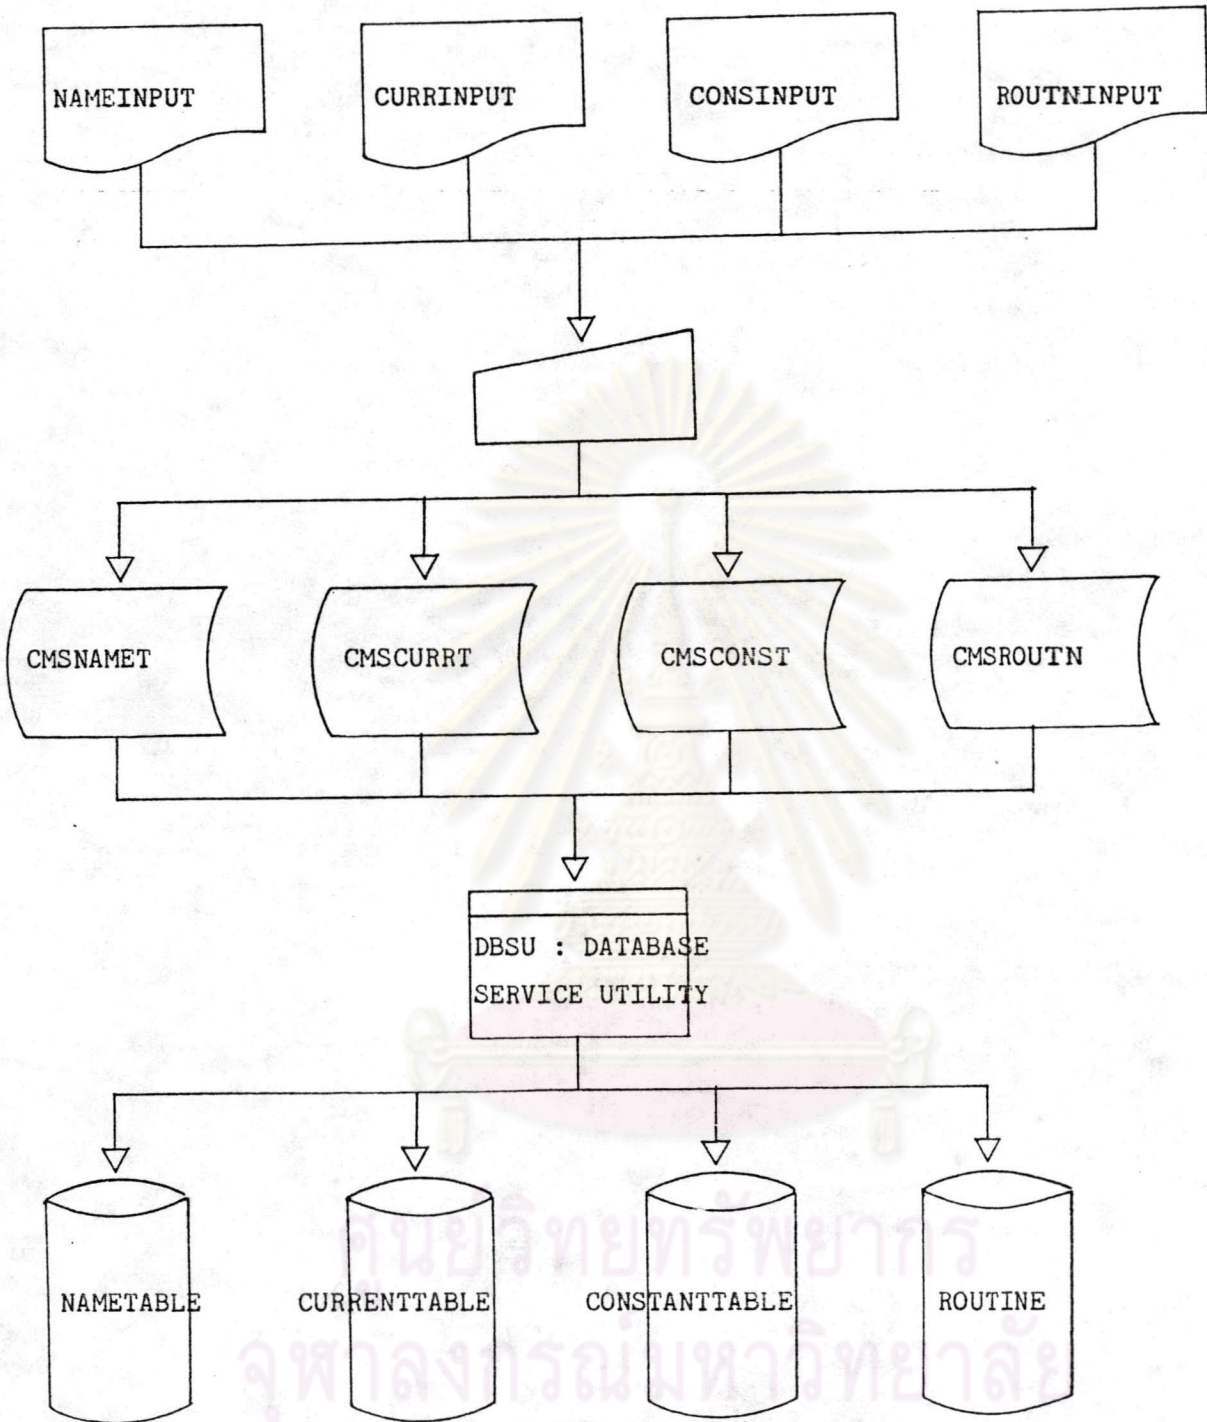 NAMEINPUT
CURRINPUT
CONSINPUT
ROUTNINPUT
CMSNAMET
CMSCURRT
CMSCONST
CMSROUTN
DBSU : DATABASE
SERVICE UTILITY
NAMETABLE
CURRENTTABLE
CONSTANTTABLE
ROUTINE
ศูนย์วิทยทรัพยากร
จุฬาลงกรณ์มหาวิทยาลัย